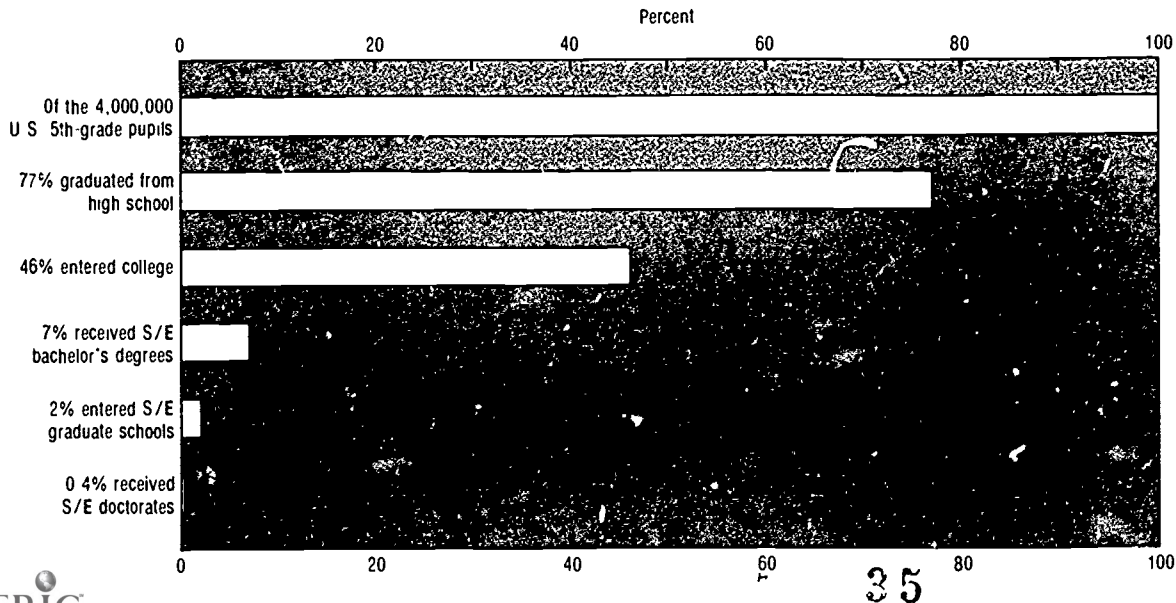 Percent
0 20 40 60 80 100
Of the 4,000,000
U S 5th-grade pupils
77% graduated from
high school
46% entered college
7% received S/E
bachelor's degrees
2% entered S/E
graduate schools
0 4% received
S/E doctorates
0 20 40 60 80 100
35